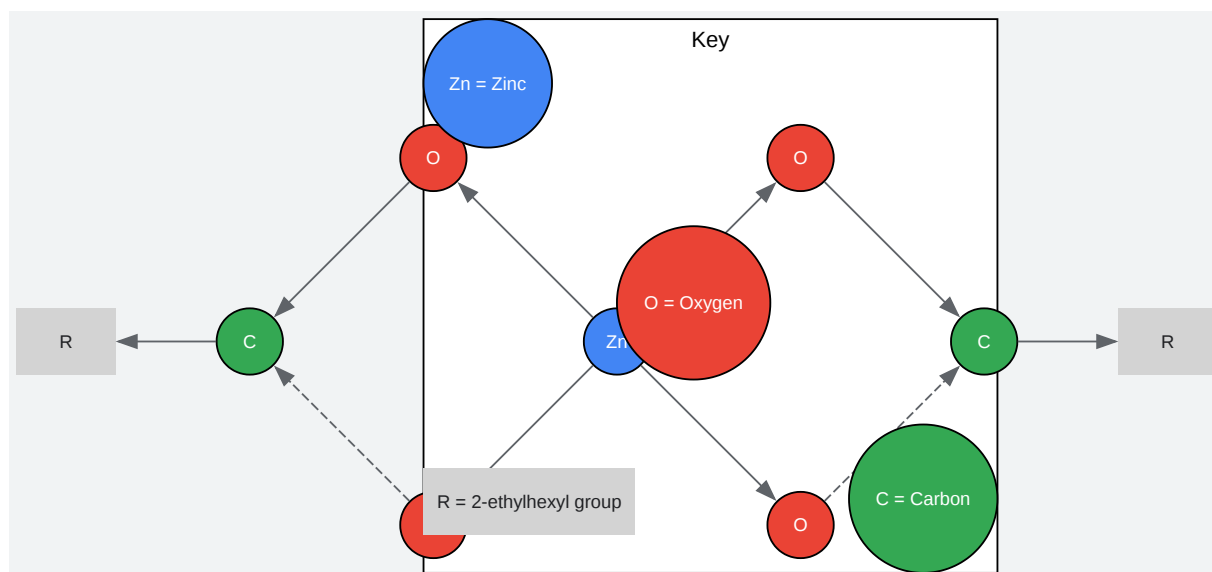 Key
Zn = Zinc
O
O
O = Oxygen
R
C
Zn
C
R
R = 2-ethylhexyl group
C = Carbon
O